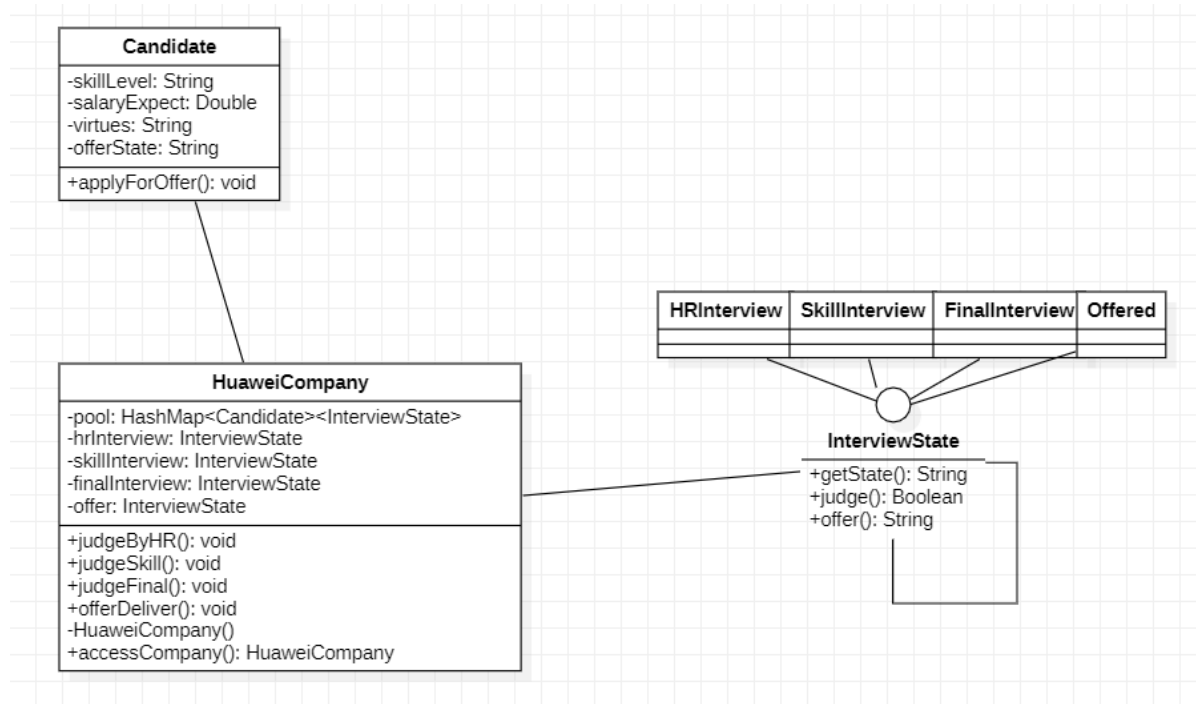 Candidate
-skillLevel: String
-salaryExpect: Double
-virtues: String
-offerState: String
+applyForOffer(): void
HRInterview
SkillInterview
FinalInterview
Offered
InterviewState
+getState(): String
+judge(): Boolean
+offer(): String
HuaweiCompany
-pool: HashMap<Candidate><InterviewState>
-hrInterview: InterviewState
-skillInterview: InterviewState
-finalInterview: InterviewState
-offer: InterviewState
+judgeByHR(): void
+judgeSkill(): void
+judgeFinal(): void
+offerDeliver(): void
-HuaweiCompany()
+accessCompany(): HuaweiCompany